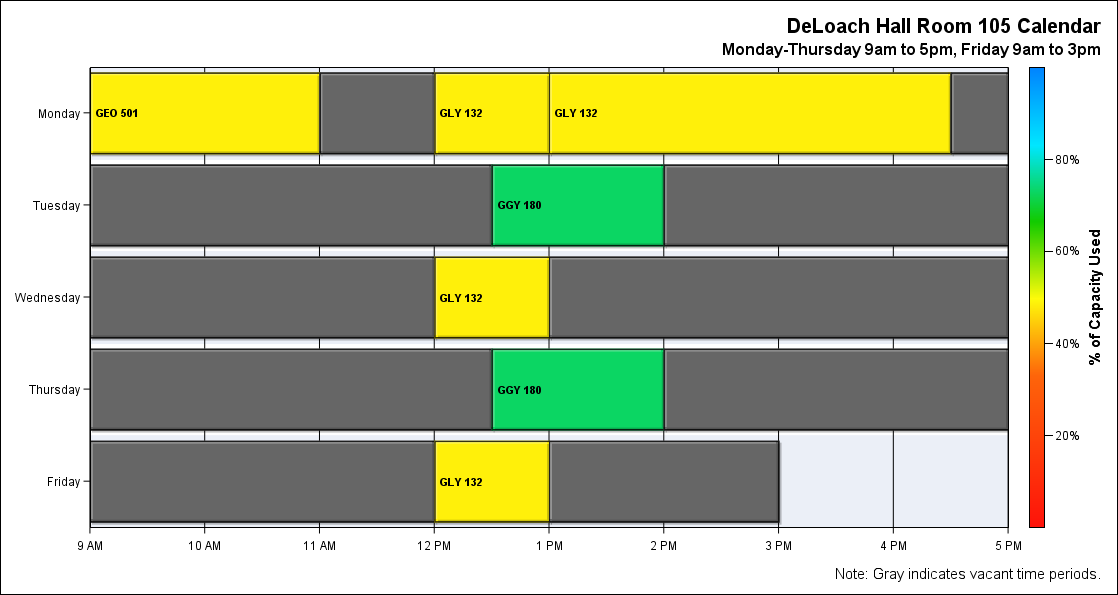 DeLoach Hall Room 105 Calendar
Monday-Thursday 9am to 5pm, Friday 9am to 3pm
Monday
GEO 501
GLY 132
GLY 132
Tuesday
GGY 180
Wednesday
GLY 132
Thursday
GGY 180
Friday
GLY 132
9 AM
10 AM
11 AM
12 PM
1 PM
2 PM
3 PM
4 PM
5 PM
80%
60%
40%
20%
% of Capacity Used
Note: Gray indicates vacant time periods.